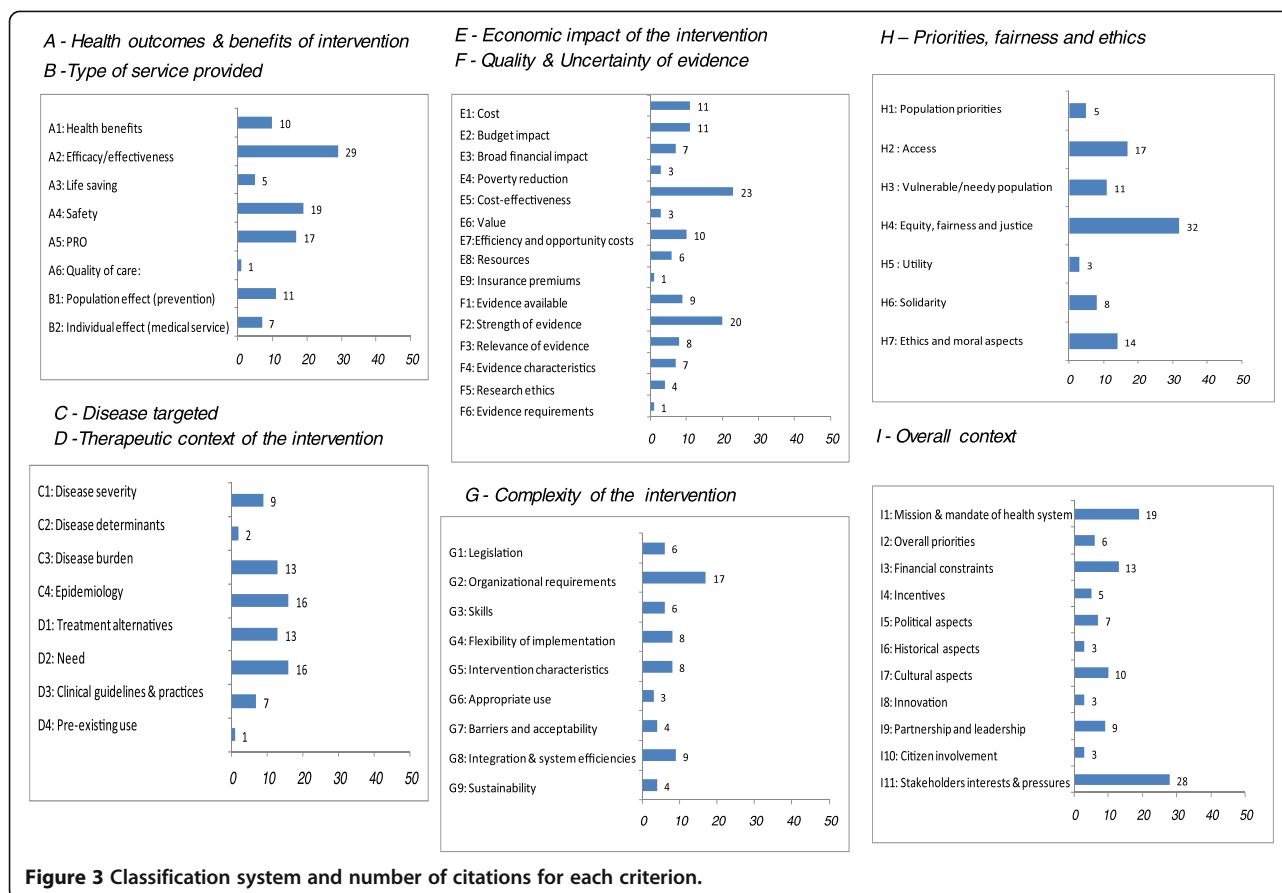 A - Health outcomes & benefits of intervention
B -Type of service provided
A1: Health benefits 10
A2: Efficacy/effectiveness 29
A3: Life saving 5
A4: Safety 19
A5: PRO 17
A6: Quality of care: 1
B1: Population effect (prevention) 11
B2: Individual effect (medical service) 7
0 10 20 30 40 50
C - Disease targeted
D -Therapeutic context of the intervention
C1: Disease severity 9
C2: Disease determinants 2
C3: Disease burden 13
C4: Epidemiology 16
D1: Treatment alternatives 13
D2: Need 16
D3: Clinical guidelines & practices 7
D4: Pre-existing use 1
0 10 20 30 40 50
E - Economic impact of the intervention
F - Quality & Uncertainty of evidence
E1: Cost 11
E2: Budget impact 11
E3: Broad financial impact 7
E4: Poverty reduction 3
E5: Cost-effectiveness 23
E6: Value 3
E7:Efficiency and opportunity costs 10
E8: Resources 6
E9: Insurance premiums 1
F1: Evidence available 9
F2: Strength of evidence 20
F3: Relevance of evidence 8
F4: Evidence characteristics 7
F5: Research ethics 4
F6: Evidence requirements 1
0 10 20 30 40 50
G - Complexity of the intervention
G1: Legislation 6
G2: Organizational requirements 17
G3: Skills 6
G4: Flexibility of implementation 8
G5: Intervention characteristics 8
G6: Appropriate use 3
G7: Barriers and acceptability 4
G8: Integration & system efficiencies 9
G9: Sustainability 4
0 10 20 30 40 50
H – Priorities, fairness and ethics
H1: Population priorities 5
H2 : Access 17
H3 : Vulnerable/needy population 11
H4: Equity, fairness and justice 32
H5 : Utility 3
H6: Solidarity 8
H7: Ethics and moral aspects 14
0 10 20 30 40 50
I - Overall context
I1: Mission & mandate of health system 19
I2: Overall priorities 6
I3: Financial constraints 13
I4: Incentives 5
I5: Political aspects 7
I6: Historical aspects 3
I7: Cultural aspects 10
I8: Innovation 3
I9: Partnership and leadership 9
I10: Citizen involvement 3
I11: Stakeholders interests & pressures 28
0 10 20 30 40 50
Figure 3 Classification system and number of citations for each criterion.